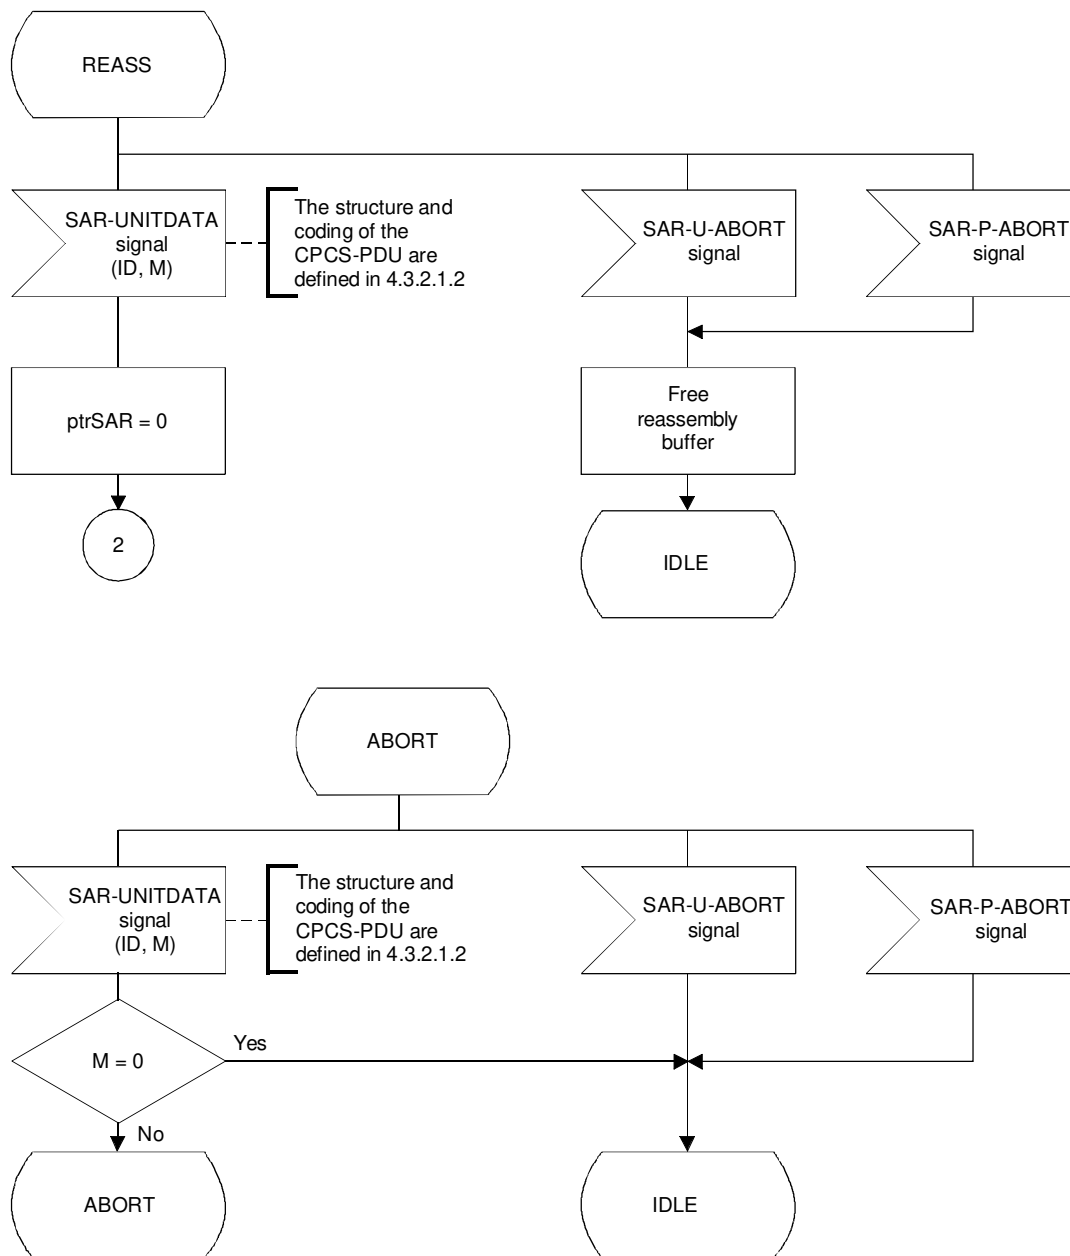 REASS
SAR-UNITDATA
signal
(ID, M)
The structure and
coding of the
CPCS-PDU are
defined in 4.3.2.1.2
SAR-U-ABORT
signal
SAR-P-ABORT
signal
ptrSAR = 0
Free
reassembly
buffer
2
IDLE
ABORT
SAR-UNITDATA
signal
(ID, M)
The structure and
coding of the
CPCS-PDU are
defined in 4.3.2.1.2
SAR-U-ABORT
signal
SAR-P-ABORT
signal
M = 0
Yes
No
ABORT
IDLE